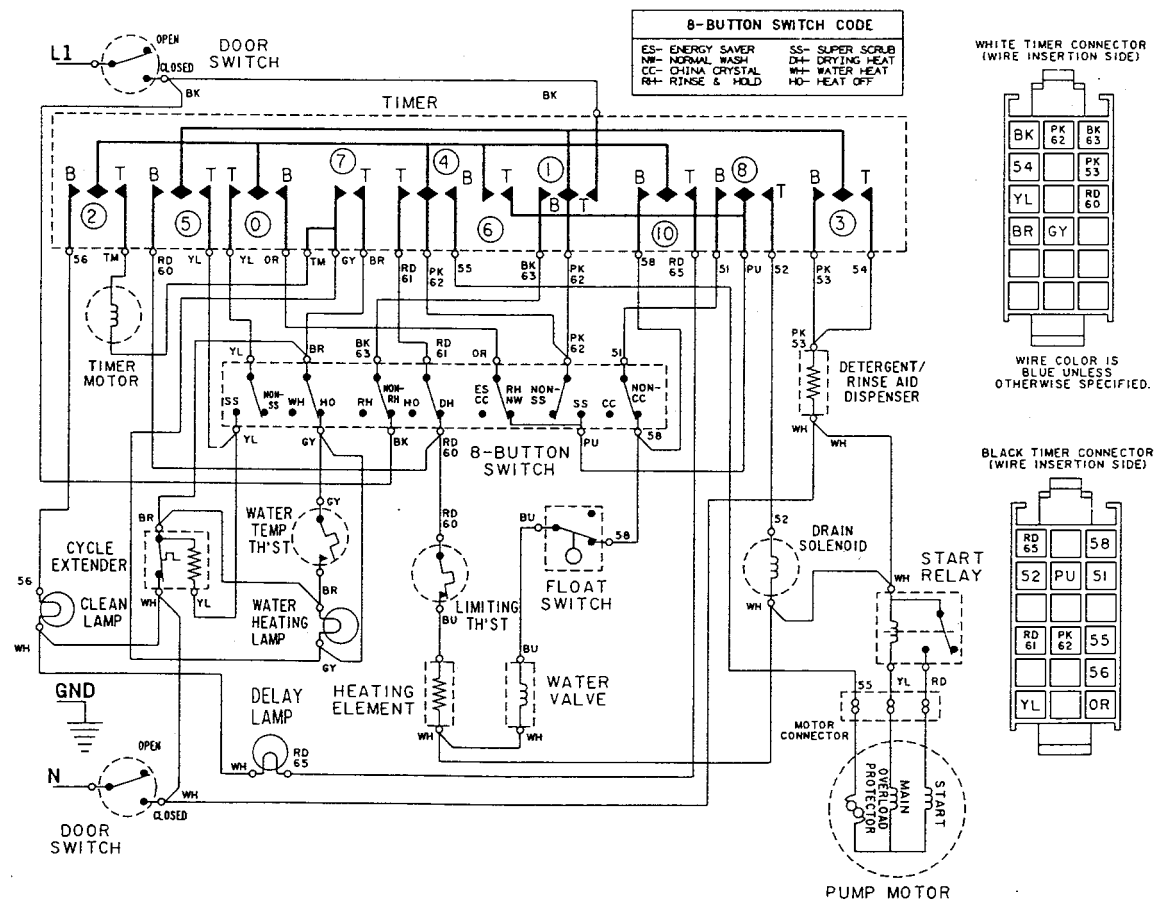 8-BUTTON SWITCH CODE
ES- ENERGY SAVER
NW- NORMAL WASH
CC- CHINA CRYSTAL
RH- RINSE & HOLD
SS- SUPER SCRUB
DH- DRYING HEAT
WH- WATER HEAT
HO- HEAT OFF
L1
OPEN
CLOSED
DOOR
SWITCH
BK
BK
TIMER
B
T
2
B
T
5
T
B
0
7
T
T
4
B
T
6
1
B
T
B
T
10
B
8
T
B
T
3
56
TM
RD
60
YL
YL
OR
TM
GY
BR
RD
61
PK
62
55
BK
63
PK
62
58
RD
65
51
PU
52
PK
53
54
TIMER
MOTOR
YL
BR
BK
63
RD
61
OR
PK
62
51
SS
NON-
SS
WH
HO
RH
NON-
RH
HO
DH
ES
CC
RH
NW
NON-
SS
SS
CC
NON-
CC
YL
GY
BK
RD
60
PU
58
8-BUTTON
SWITCH
PK
53
DETERGENT/
RINSE AID
DISPENSER
WH
WH
BR
CYCLE
EXTENDER
WH
YL
56
CLEAN
LAMP
WH
WATER
TEMP
TH'ST
GY
BR
WATER
HEATING
LAMP
GY
RD
60
LIMITING
TH'ST
BU
BU
58
FLOAT
SWITCH
52
DRAIN
SOLENOID
WH
WH
START
RELAY
YL
RD
55
MOTOR
CONNECTOR
GND
DELAY
LAMP
WH
RD
65
HEATING
ELEMENT
WH
BU
WATER
VALVE
WH
OPEN
N
WH
CLOSED
DOOR
SWITCH
OVERLOAD
PROTECTOR
MAIN
START
PUMP MOTOR
WHITE TIMER CONNECTOR
(WIRE INSERTION SIDE)
BK
PK
62
BK
63
54
PK
53
YL
RD
60
BR
GY
WIRE COLOR IS
BLUE UNLESS
OTHERWISE SPECIFIED.
BLACK TIMER CONNECTOR
(WIRE INSERTION SIDE)
RD
65
58
52
PU
51
RD
61
PK
62
55
56
YL
OR